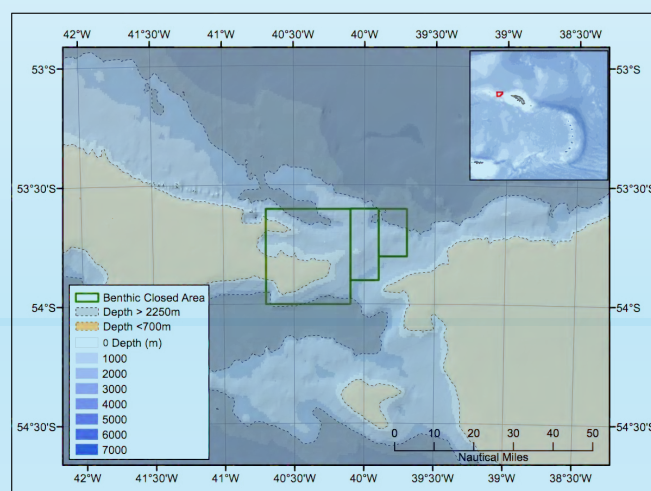 42°W 41°30'W 41°W 40°30'W 40°W 39°30'W 39°W 38°30'W
53°S 53°S
53°30'S 53°30'S
54°S 54°S
54°30'S 54°30'S
Benthic Closed Area
Depth > 2250m
Depth <700m
0 Depth (m)
1000
2000
3000
4000
5000
6000
7000
0 10 20 30 40 50
Nautical Miles
42°W 41°30'W 41°W 40°30'W 40°W 39°30'W 39°W 38°30'W